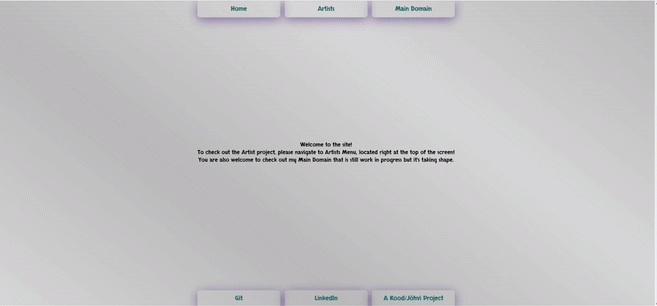 Home
Artists
Main Domain
Welcome to the site!
To check out the Artist project, please navigate to Artists Menu, located right at the top of the screen!
You are also welcome to check out my Main Domain that is still work in progress but it's taking shape.
Git
LinkedIn
A Kood/Jõhvi Project